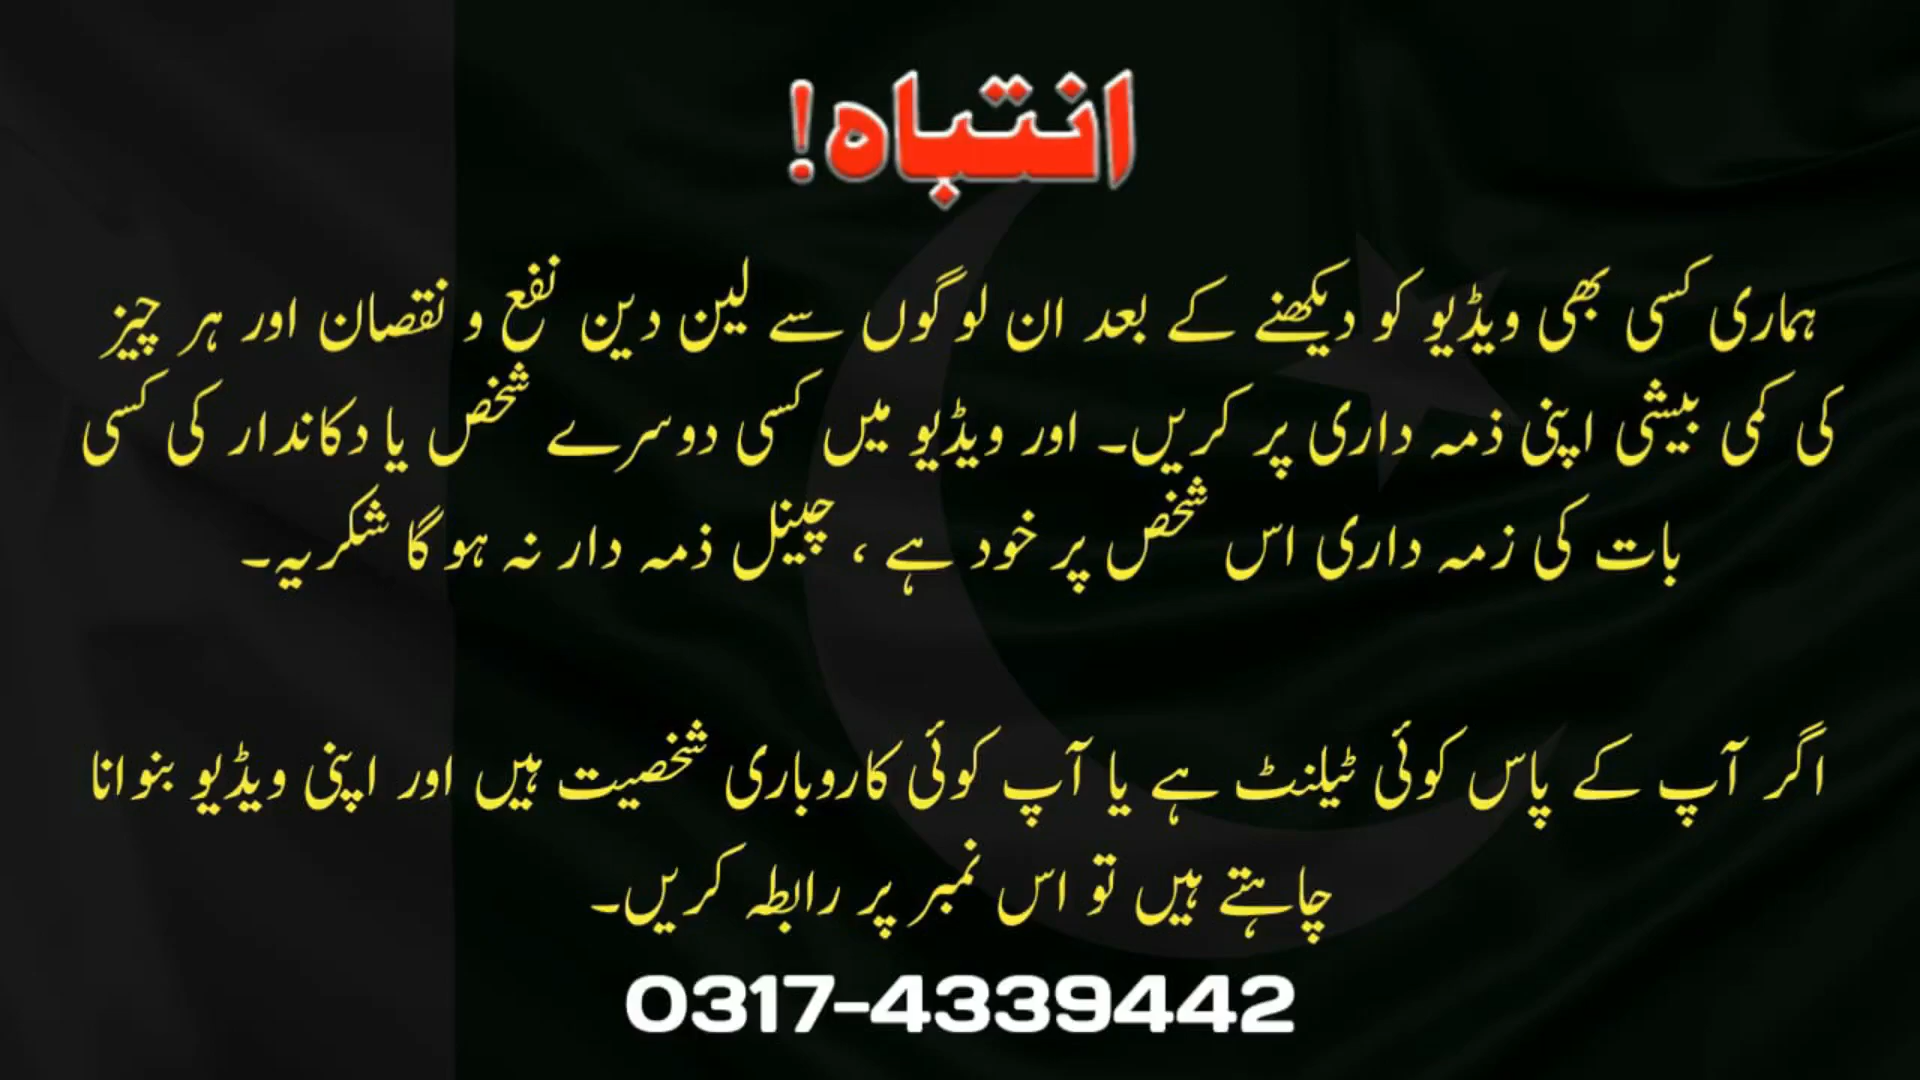 انتباہ!
ہماری کسی بھی ویڈیو کو دیکھنے کے بعد ان لوگوں سے لین دین نفع و نقصان اور ہر چیز
کی کمی بیشی اپنی ذمہ داری پر کریں۔ اور ویڈیو میں کسی دوسرے شخص یا دکاندار کی کسی
بات کی زمہ داری اس شخص پر خود ہے ، چینل ذمہ دار نہ ہو گا شکریہ۔
اگر آپ کے پاس کوئی ٹیلنٹ ہے یا آپ کوئی کاروباری شخصیت ہیں اور اپنی ویڈیو بنوانا
چاہتے ہیں تو اس نمبر پر رابطہ کریں۔
0317-4339442